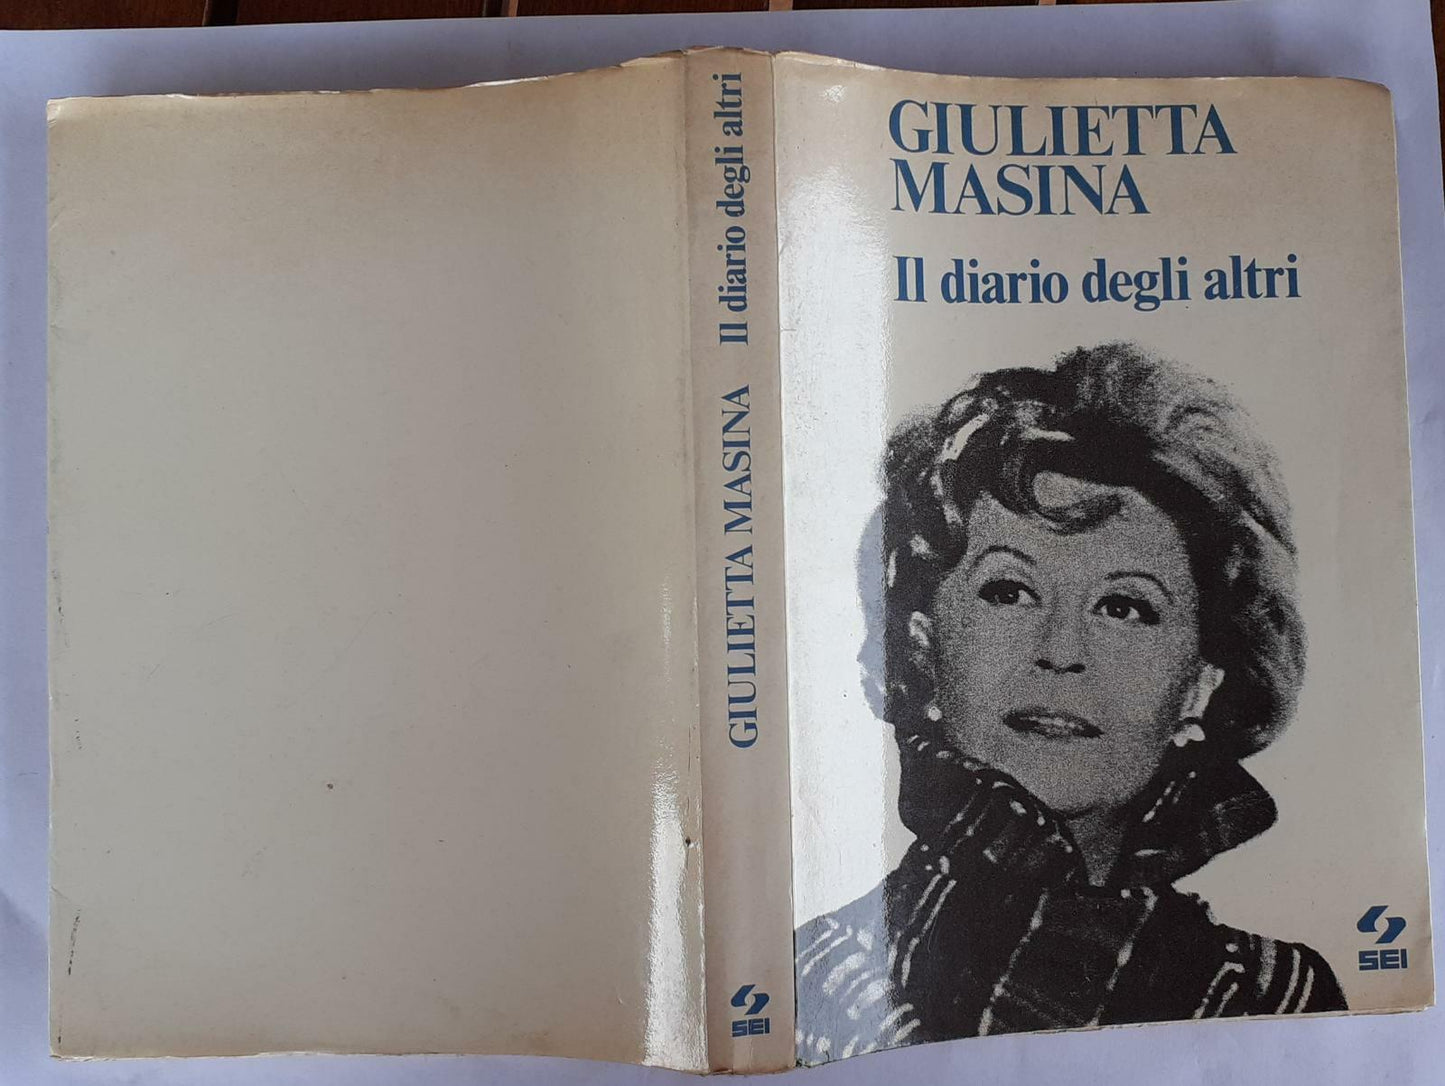 GIULIETTA
MASINA
Il diario degli altri
SEI
GIULIETTA MASINA Il diario degli altri
SEI